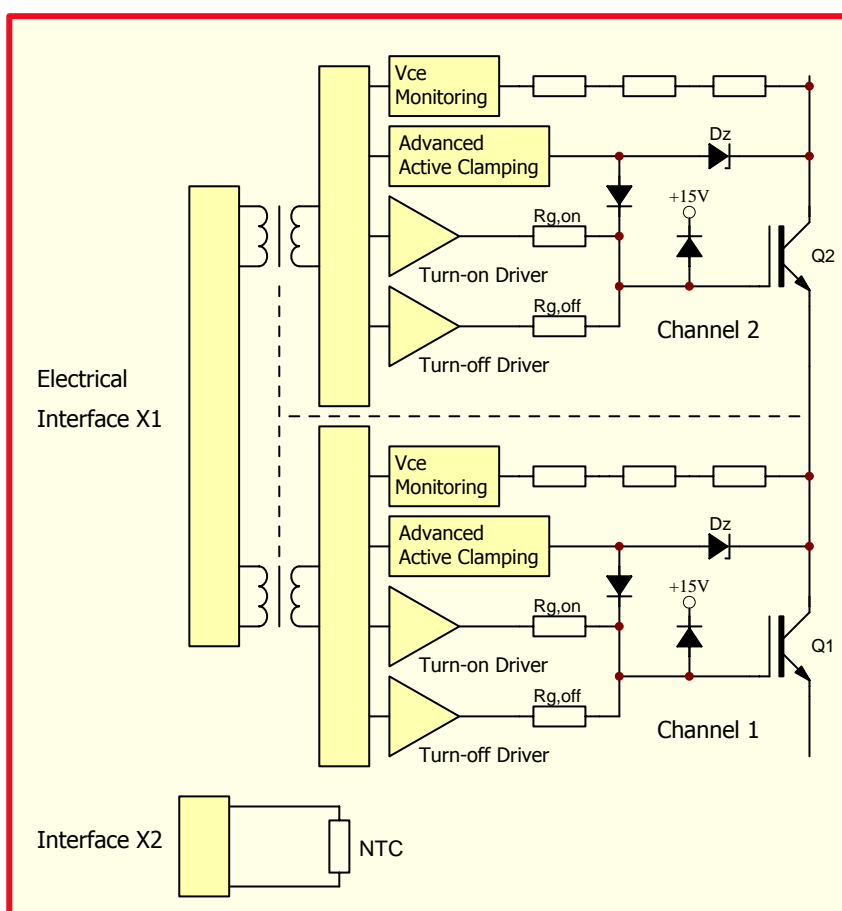 Vce
Monitoring
Advanced
Active Clamping
Dz
+15V
Rg,on
Q2
Turn-on Driver
Rg,off
Channel 2
Turn-off Driver
Electrical
Interface X1
Vce
Monitoring
Advanced
Active Clamping
Dz
+15V
Rg,on
Q1
Turn-on Driver
Rg,off
Channel 1
Turn-off Driver
Interface X2
NTC